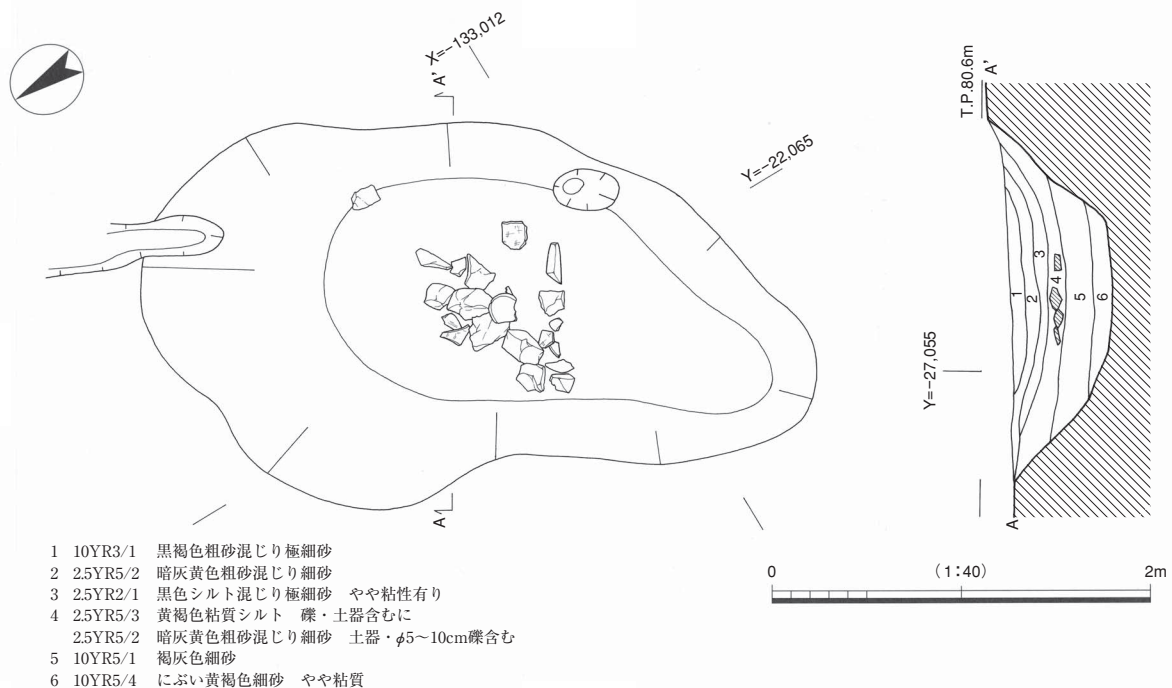 X=-133,012
A'
Y=-22,065
T.P.80.6m
A'
1
2
3
4
5
6
Y=-27,055
A
A
1 10YR3/1 黒褐色粗砂混じり極細砂
2 2.5YR5/2 暗灰黄色粗砂混じり細砂
3 2.5YR2/1 黒色シルト混じり極細砂 やや粘性有り
4 2.5YR5/3 黄褐色粘質シルト 礫・土器含むに
2.5YR5/2 暗灰黄色粗砂混じり細砂 土器・φ5〜10cm礫含む
5 10YR5/1 褐灰色細砂
6 10YR5/4 にぶい黄褐色細砂 やや粘質
0 (1:40) 2m